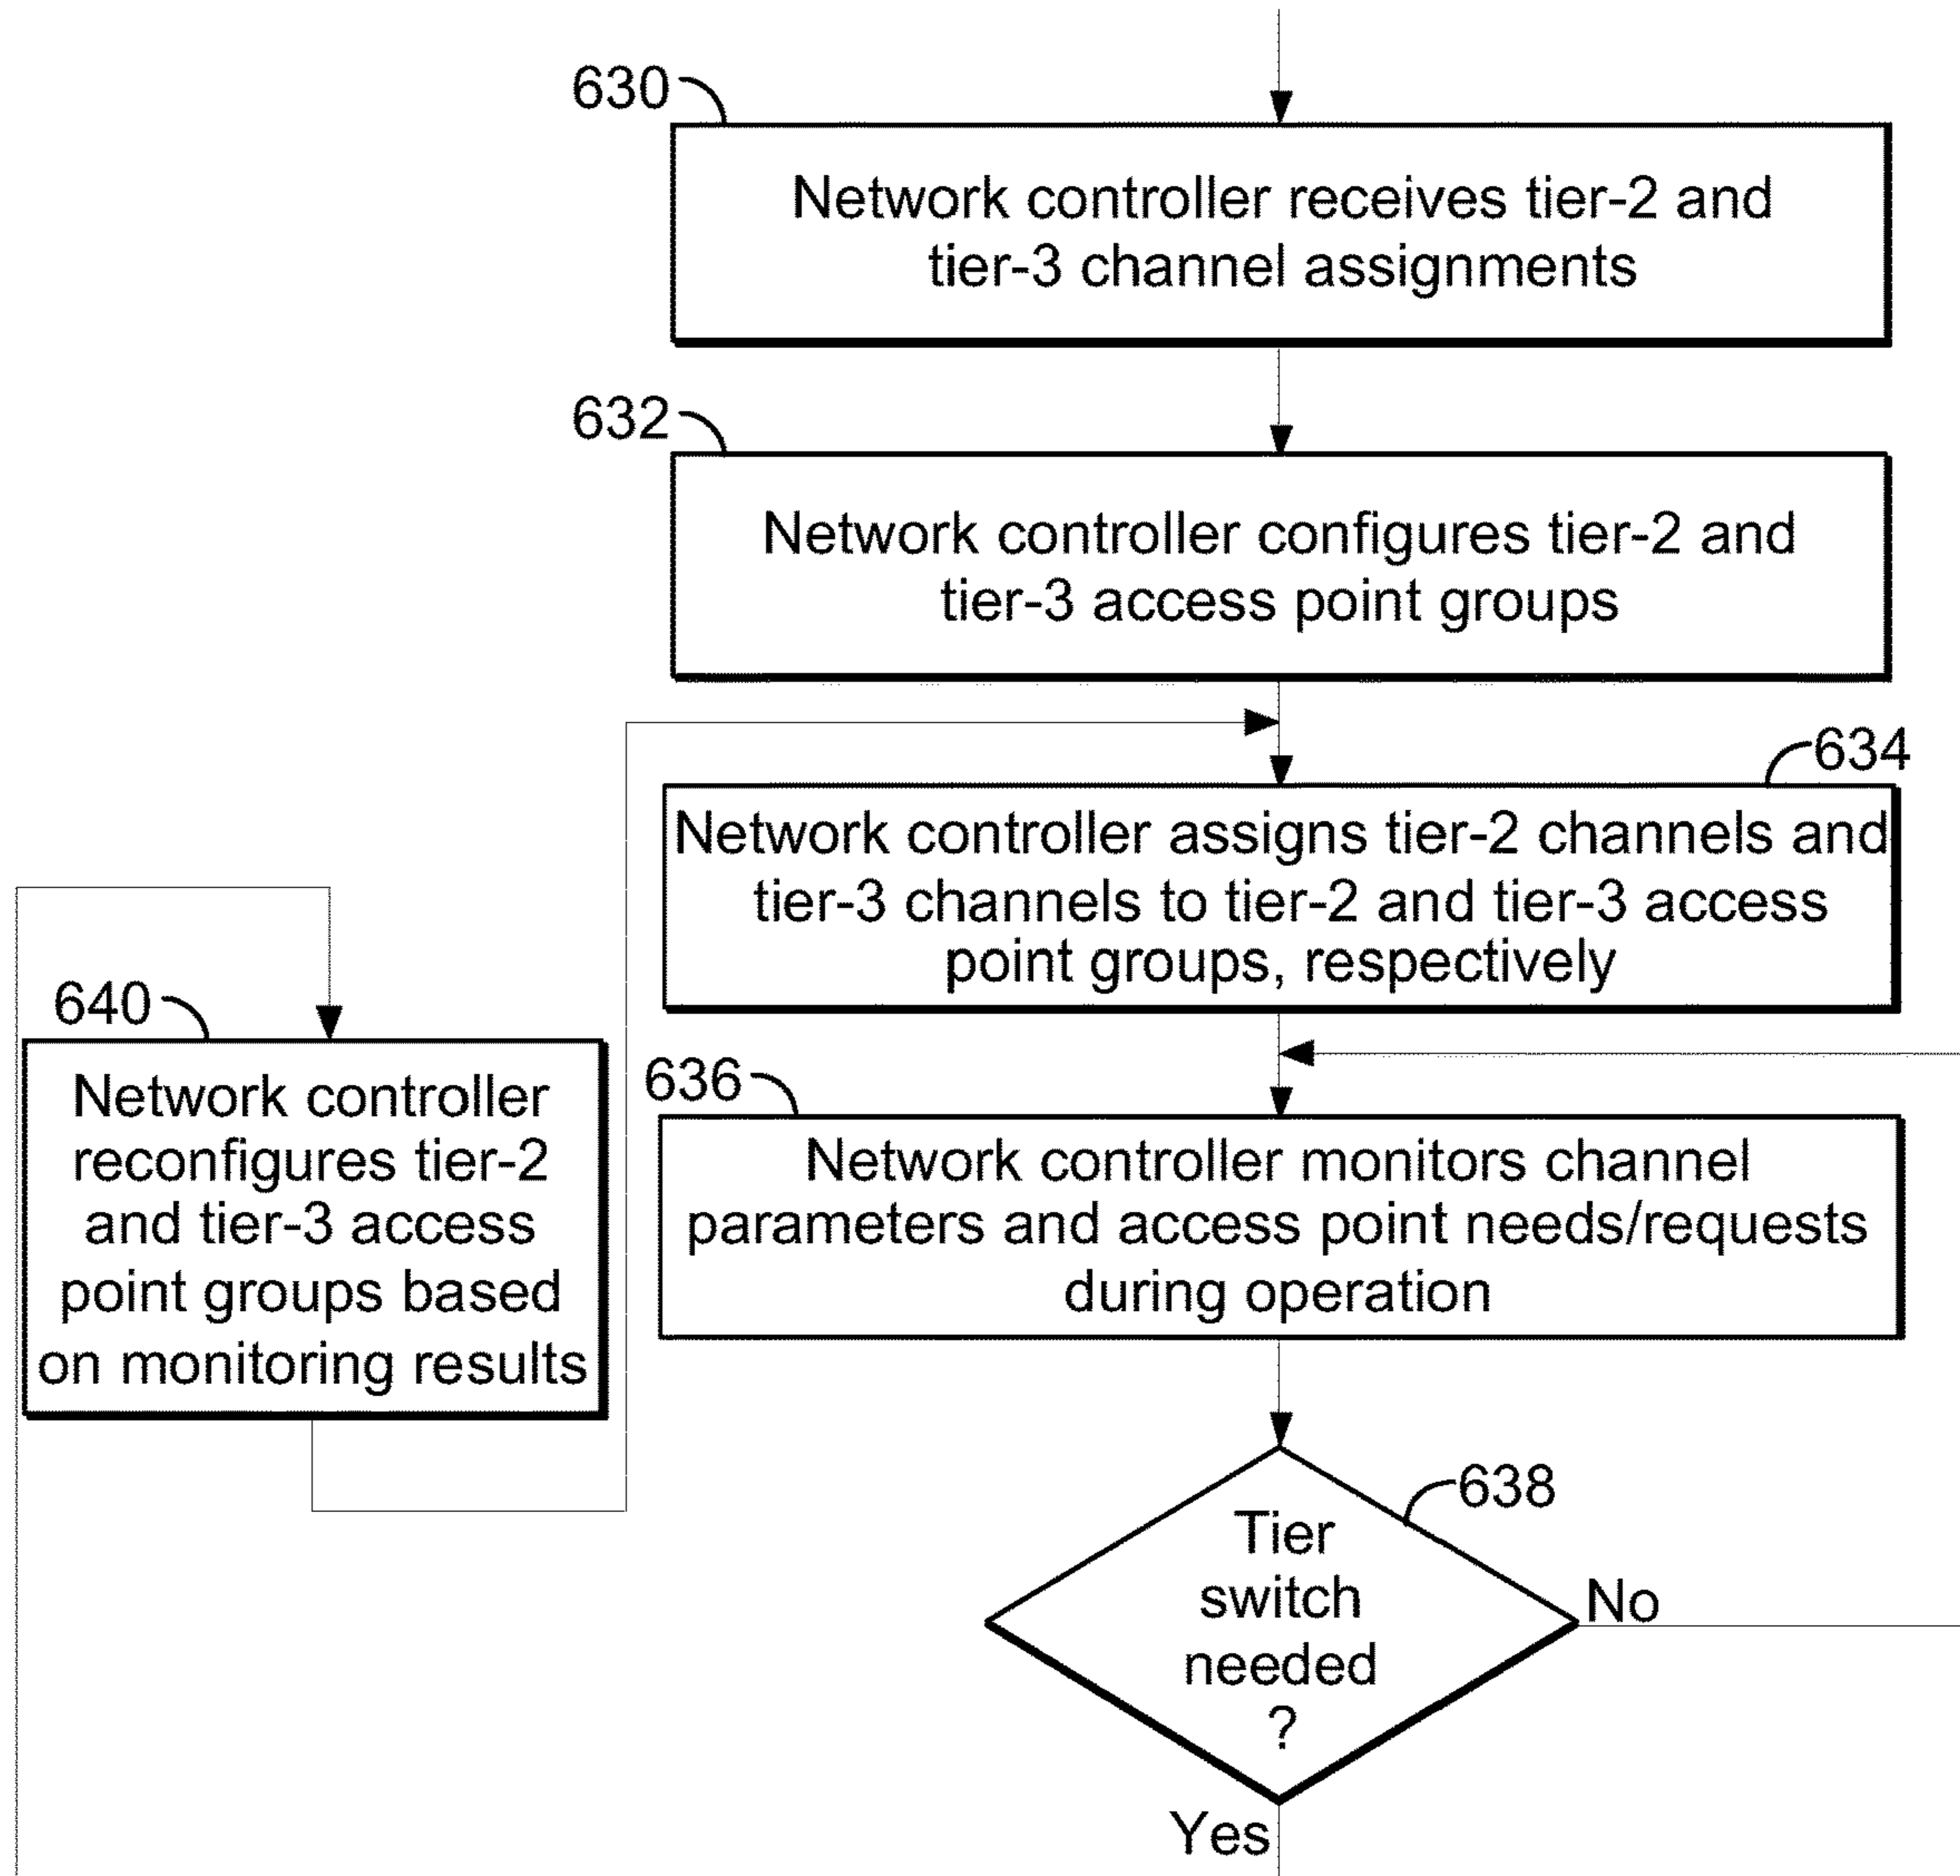 630
Network controller receives tier-2 and
tier-3 channel assignments
632
Network controller configures tier-2 and
tier-3 access point groups
634
Network controller assigns tier-2 channels and
tier-3 channels to tier-2 and tier-3 access
point groups, respectively
640
Network controller
reconfigures tier-2
and tier-3 access
point groups based
on monitoring results
636
Network controller monitors channel
parameters and access point needs/requests
during operation
638
Tier
switch
needed
?
No
Yes